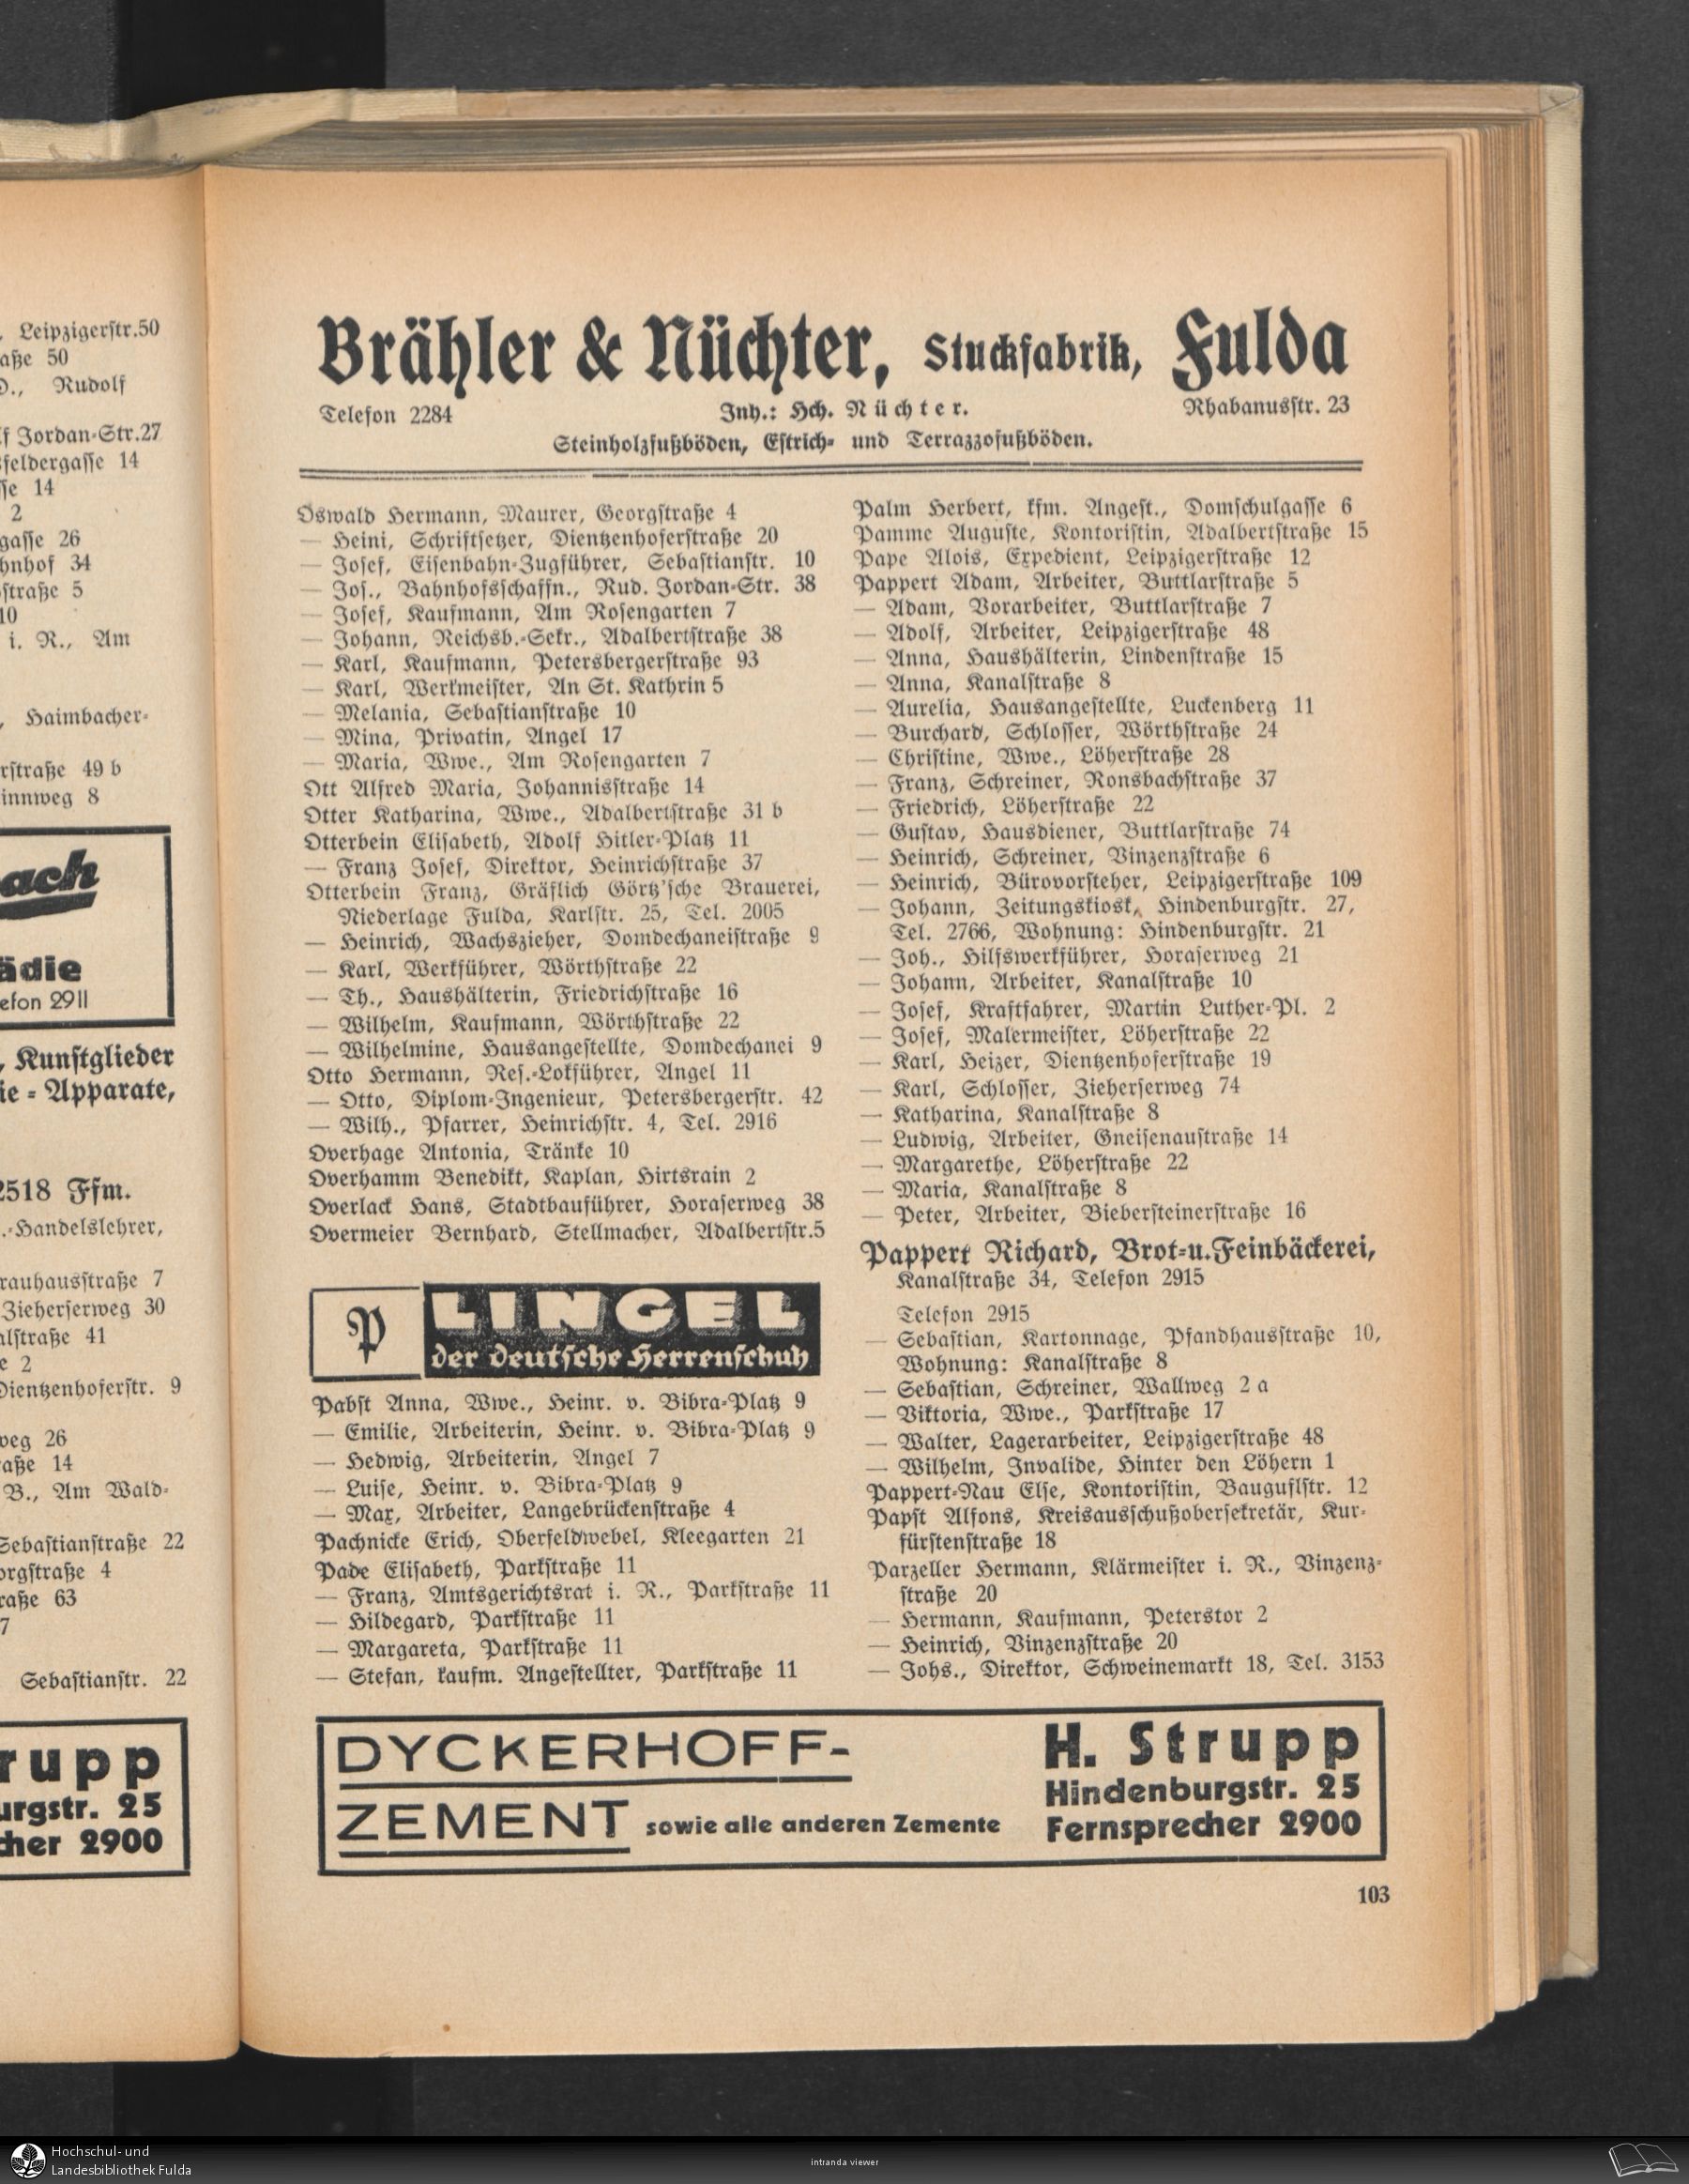 , Leipzigerstr.50
aße 50
D., Rudolf
f Jordan-Str.27
feldergasse 14
sse 14
2
gasse 26
hnhof 34
straße 5
10
i. R., Am
, Haimbacher-
rstraße 49 b
innweg 8
ach
ädie
efon 2911
, Kunstglieder
ie - Apparate,
2518 Ffm.
.-Handelslehrer,
rauhausstraße 7
Zieherserweg 30
alstraße 41
e 2
Dientzenhoferstr. 9
weg 26
aße 14
B., Am Wald-
Sebastianstraße 22
orgstraße 4
raße 63
7
Sebastianstr. 22
rupp
urgstr. 25
cher 2900
Brähler & Nüchter, Stuckfabrik, Fulda
Telefon 2284 Inh.: Hch. Nüchter. Rhabanusstr. 23
Steinholzfußböden, Estrich- und Terrazzofußböden.
Oswald Hermann, Maurer, Georgstraße 4
— Heini, Schriftsetzer, Dientzenhoferstraße 20
— Josef, Eisenbahn-Zugführer, Sebastianstr. 10
— Jos., Bahnhofsschaffn., Rud. Jordan-Str. 38
— Josef, Kaufmann, Am Rosengarten 7
— Johann, Reichsb.-Sekr., Adalbertstraße 38
— Karl, Kaufmann, Petersbergerstraße 93
— Karl, Werkmeister, An St. Kathrin 5
— Melania, Sebastianstraße 10
— Mina, Privatin, Angel 17
— Maria, Wwe., Am Rosengarten 7
Ott Alfred Maria, Johannisstraße 14
Otter Katharina, Wwe., Adalbertstraße 31 b
Otterbein Elisabeth, Adolf Hitler-Platz 11
— Franz Josef, Direktor, Heinrichstraße 37
Otterbein Franz, Gräflich Görtz'sche Brauerei,
Niederlage Fulda, Karlstr. 25, Tel. 2005
— Heinrich, Wachszieher, Domdechaneistraße 9
— Karl, Werkführer, Wörthstraße 22
— Th., Haushälterin, Friedrichstraße 16
— Wilhelm, Kaufmann, Wörthstraße 22
— Wilhelmine, Hausangestellte, Domdechanei 9
Otto Hermann, Res.-Lokführer, Angel 11
— Otto, Diplom-Ingenieur, Petersbergerstr. 42
— Wilh., Pfarrer, Heinrichstr. 4, Tel. 2916
Overhage Antonia, Tränke 10
Overhamm Benedikt, Kaplan, Hirtsrain 2
Overlack Hans, Stadtbauführer, Horaserweg 38
Overmeier Bernhard, Stellmacher, Adalbertstr.5
P
LINGEL
der deutsche Herrenschuh
Pabst Anna, Wwe., Heinr. v. Bibra-Platz 9
— Emilie, Arbeiterin, Heinr. v. Bibra-Platz 9
— Hedwig, Arbeiterin, Angel 7
— Luise, Heinr. v. Bibra-Platz 9
— Max, Arbeiter, Langebrückenstraße 4
Pachnicke Erich, Oberfeldwebel, Kleegarten 21
Pade Elisabeth, Parkstraße 11
— Franz, Amtsgerichtsrat i. R., Parkstraße 11
— Hildegard, Parkstraße 11
— Margareta, Parkstraße 11
— Stefan, kaufm. Angestellter, Parkstraße 11
Palm Herbert, kfm. Angest., Domschulgasse 6
Pamme Auguste, Kontoristin, Adalbertstraße 15
Pape Alois, Expedient, Leipzigerstraße 12
Pappert Adam, Arbeiter, Buttlarstraße 5
— Adam, Vorarbeiter, Buttlarstraße 7
— Adolf, Arbeiter, Leipzigerstraße 48
— Anna, Haushälterin, Lindenstraße 15
— Anna, Kanalstraße 8
— Aurelia, Hausangestellte, Luckenberg 11
— Burchard, Schlosser, Wörthstraße 24
— Christine, Wwe., Löherstraße 28
— Franz, Schreiner, Ronsbachstraße 37
— Friedrich, Löherstraße 22
— Gustav, Hausdiener, Buttlarstraße 74
— Heinrich, Schreiner, Vinzenzstraße 6
— Heinrich, Bürovorsteher, Leipzigerstraße 109
— Johann, Zeitungskiosk, Hindenburgstr. 27,
Tel. 2766, Wohnung: Hindenburgstr. 21
— Joh., Hilfswerkführer, Horaserweg 21
— Johann, Arbeiter, Kanalstraße 10
— Josef, Kraftfahrer, Martin Luther-Pl. 2
— Josef, Malermeister, Löherstraße 22
— Karl, Heizer, Dientzenhoferstraße 19
— Karl, Schlosser, Zieherserweg 74
— Katharina, Kanalstraße 8
— Ludwig, Arbeiter, Gneisenaustraße 14
— Margarethe, Löherstraße 22
— Maria, Kanalstraße 8
— Peter, Arbeiter, Biebersteinerstraße 16
Pappert Richard, Brot-u.Feinbäckerei,
Kanalstraße 34, Telefon 2915
Telefon 2915
— Sebastian, Kartonnage, Pfandhausstraße 10,
Wohnung: Kanalstraße 8
— Sebastian, Schreiner, Wallweg 2 a
— Viktoria, Wwe., Parkstraße 17
— Walter, Lagerarbeiter, Leipzigerstraße 48
— Wilhelm, Invalide, Hinter den Löhern 1
Pappert-Nau Else, Kontoristin, Baugulfstr. 12
Papst Alfons, Kreisausschußobersekretär, Kur-
fürstenstraße 18
Parzeller Hermann, Klärmeister i. R., Vinzenz-
straße 20
— Hermann, Kaufmann, Peterstor 2
— Heinrich, Vinzenzstraße 20
— Johs., Direktor, Schweinemarkt 18, Tel. 3153
DYCKERHOFF-
ZEMENT sowie alle anderen Zemente
H. Strupp
Hindenburgstr. 25
Fernsprecher 2900
103
Hochschul- und
Landesbibliothek Fulda
intranda viewer